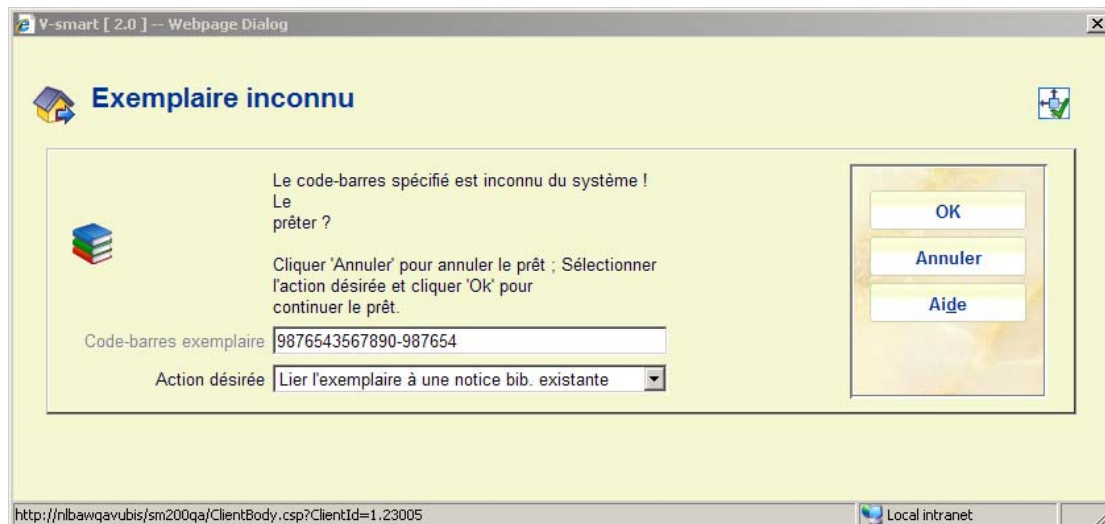 V-smart [ 2.0 ] -- Webpage Dialog
Exemplaire inconnu
Le code-barres spécifié est inconnu du système !
Le
prêter ?
Cliquer 'Annuler' pour annuler le prêt ; Sélectionner
l'action désirée et cliquer 'Ok' pour
continuer le prêt.
Code-barres exemplaire 9876543567890-987654
Action désirée Lier l'exemplaire à une notice bib. existante
OK
Annuler
Aide
http://nlbawqavubis/sm200qa/ClientBody.csp?ClientId=1.23005
Local intranet